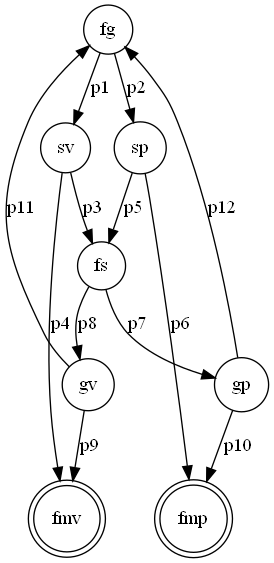 fg
p1 p2
sv sp
p3 p5
fs
p11 p12
p4 p8 p7 p6
gv gp
p9 p10
fmv fmp